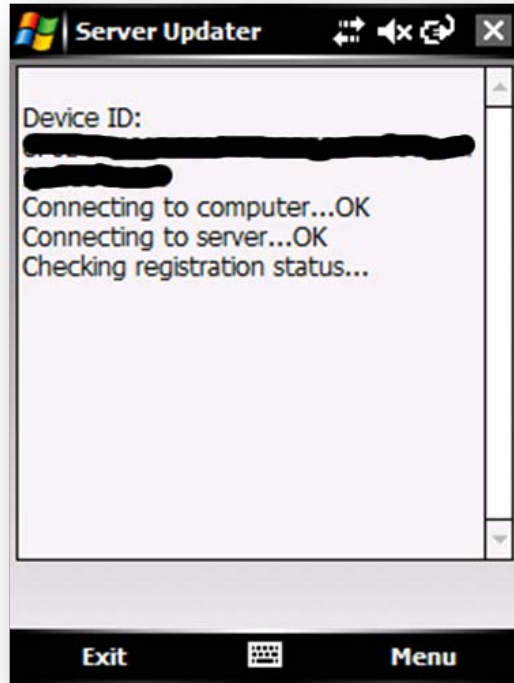 Server Updater
Device ID:
Connecting to computer...OK
Connecting to server...OK
Checking registration status...
Exit
Menu